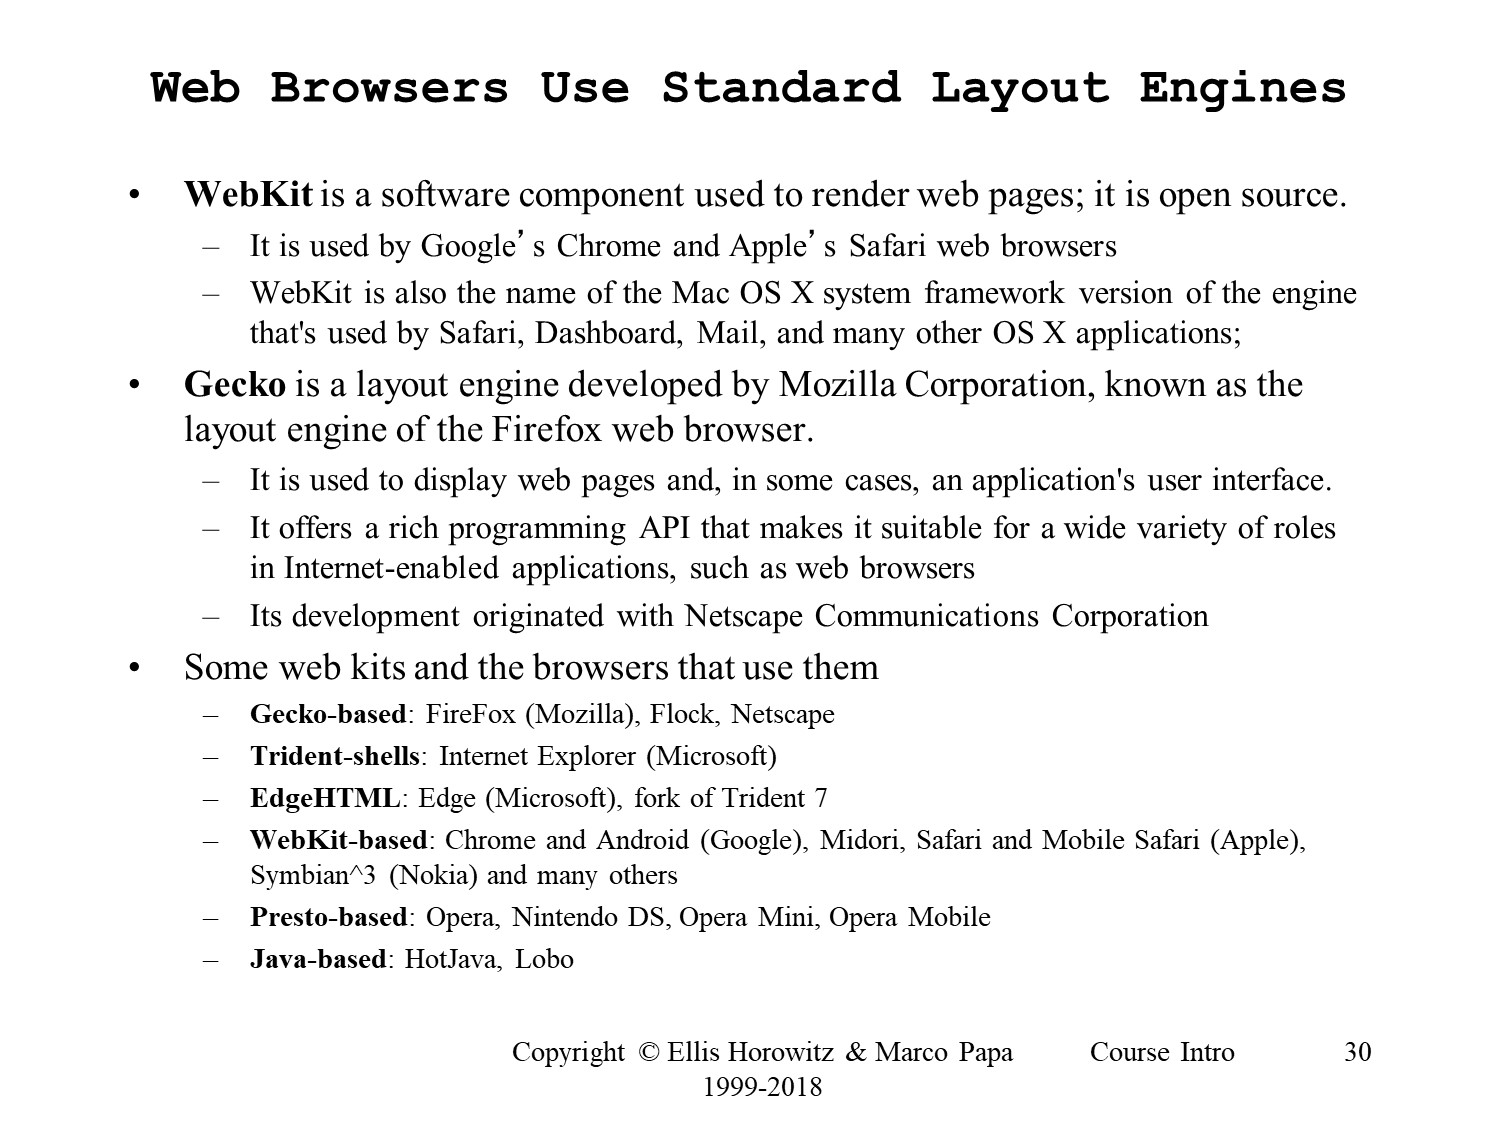 Web Browsers Use Standard Layout Engines
• WebKit is a software component used to render web pages; it is open source.
– It is used by Google’s Chrome and Apple’s Safari web browsers
– WebKit is also the name of the Mac OS X system framework version of the engine
that's used by Safari, Dashboard, Mail, and many other OS X applications;
• Gecko is a layout engine developed by Mozilla Corporation, known as the
layout engine of the Firefox web browser.
– It is used to display web pages and, in some cases, an application's user interface.
– It offers a rich programming API that makes it suitable for a wide variety of roles
in Internet-enabled applications, such as web browsers
– Its development originated with Netscape Communications Corporation
• Some web kits and the browsers that use them
– Gecko-based: FireFox (Mozilla), Flock, Netscape
– Trident-shells: Internet Explorer (Microsoft)
– EdgeHTML: Edge (Microsoft), fork of Trident 7
– WebKit-based: Chrome and Android (Google), Midori, Safari and Mobile Safari (Apple),
Symbian^3 (Nokia) and many others
– Presto-based: Opera, Nintendo DS, Opera Mini, Opera Mobile
– Java-based: HotJava, Lobo
Copyright © Ellis Horowitz & Marco Papa Course Intro 30
1999-2018